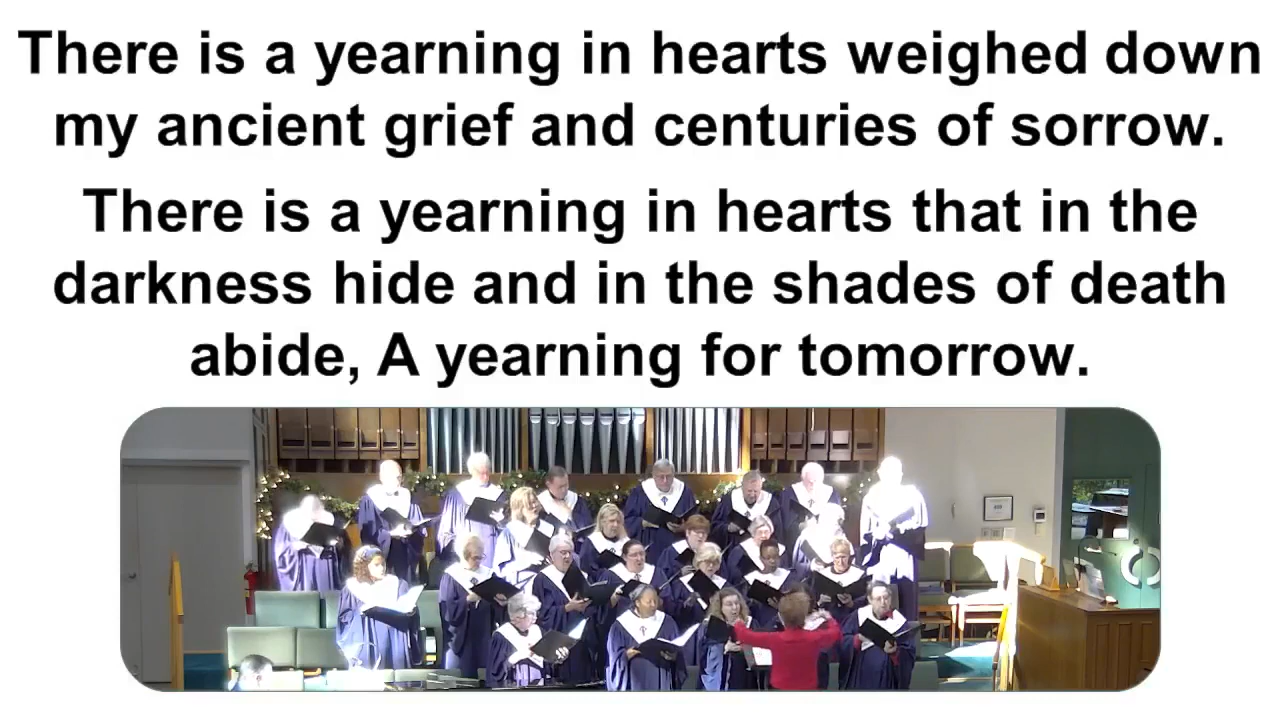 There is a yearning in hearts weighed down
my ancient grief and centuries of sorrow.
There is a yearning in hearts that in the
darkness hide and in the shades of death
abide, A yearning for tomorrow.